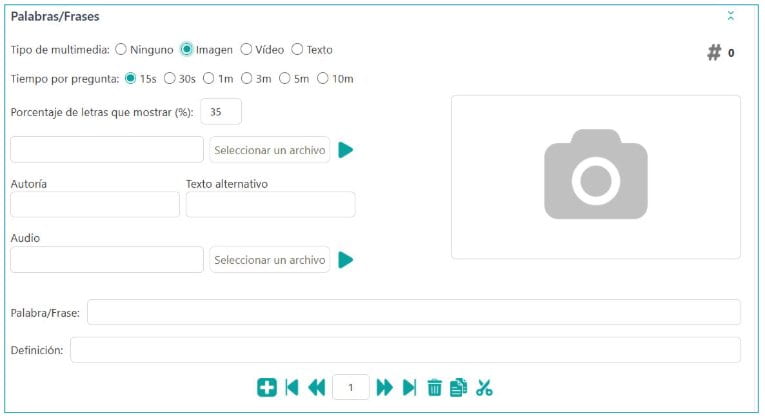 Palabras/Frases
Tipo de multimedia: Ninguno Imagen Vídeo Texto
# 0
Tiempo por pregunta: 15s 30s 1m 3m 5m 10m
Porcentaje de letras que mostrar (%): 35
Seleccionar un archivo
Autoría Texto alternativo
Audio
Seleccionar un archivo
Palabra/Frase:
Definición:
1